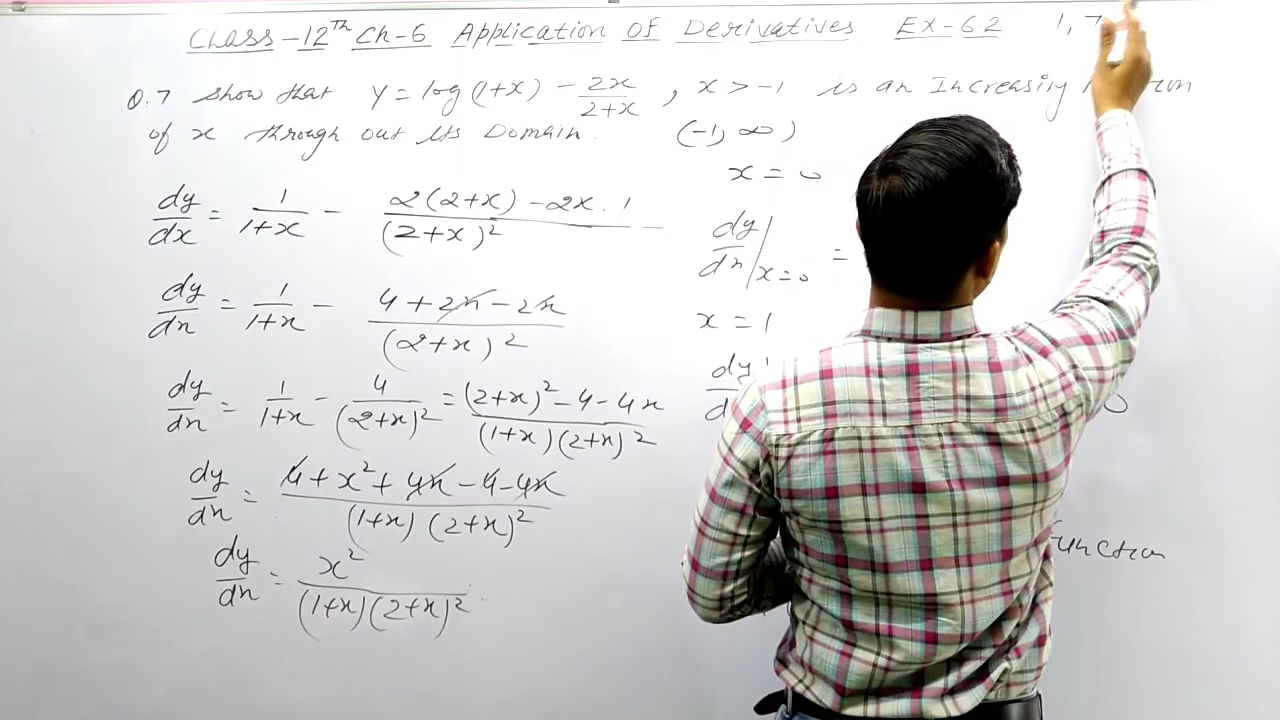 Class-12Th Ch-6 Application Of Derivatives Ex-6.2 1, 7
Q.7 Show that y = log(1+x) - 2x/(2+x), x > -1 is an Increasing
of x through out its Domain. (-1, ∞)
x = 0
dy/dx = 1/(1+x) - (2(2+x) - 2x.1)/(2+x)²
dy/dx|x=0 =
dy/dx = 1/(1+x) - (4 + 2x - 2x)/(2+x)²
x = 1
dy/dx = 1/(1+x) - 4/(2+x)² = ((2+x)² - 4 - 4x)/((1+x)(2+x)²)
dy/dx = (4 + x² + 4x - 4 - 4x)/((1+x)(2+x)²)
Function
dy/dx = x²/((1+x)(2+x)²)